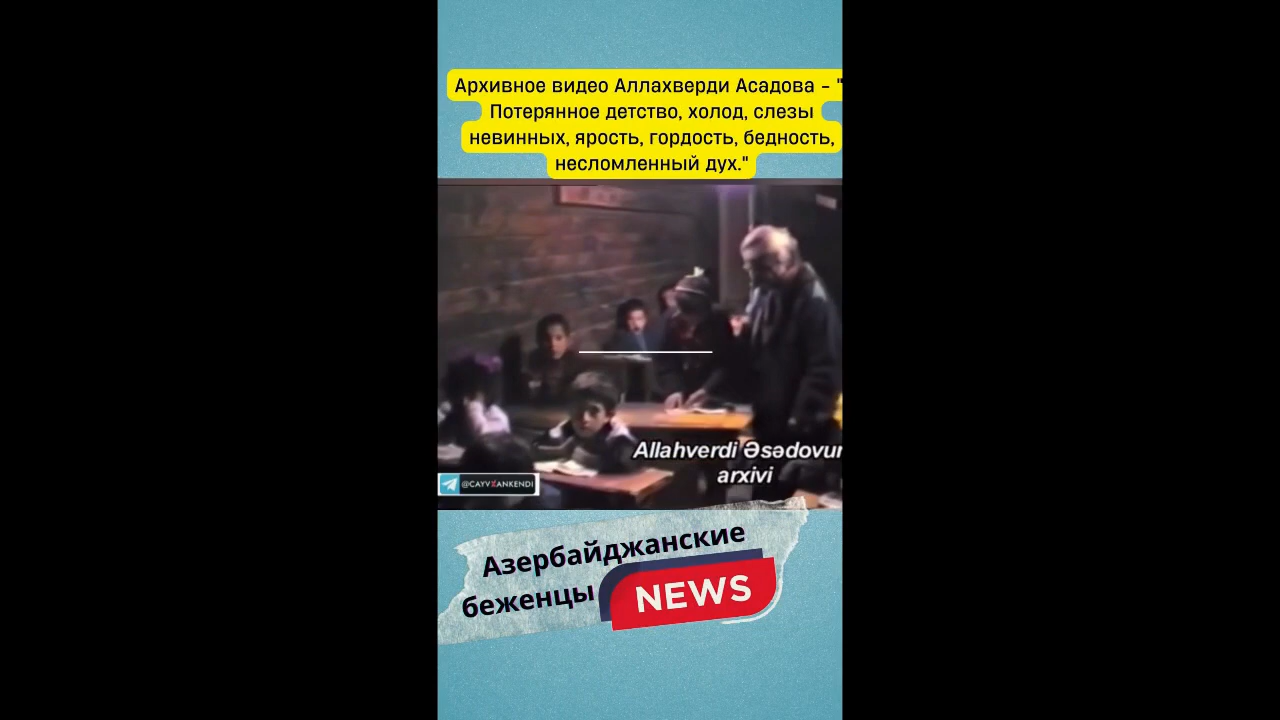 Архивное видео Аллахверди Асадова - "
Потерянное детство, холод, слезы
невинных, ярость, гордость, бедность,
несломленный дух."
Allahverdi Əsədovun
arxivi
@CAYVXANKENDI
Азербайджанские
беженцы
NEWS